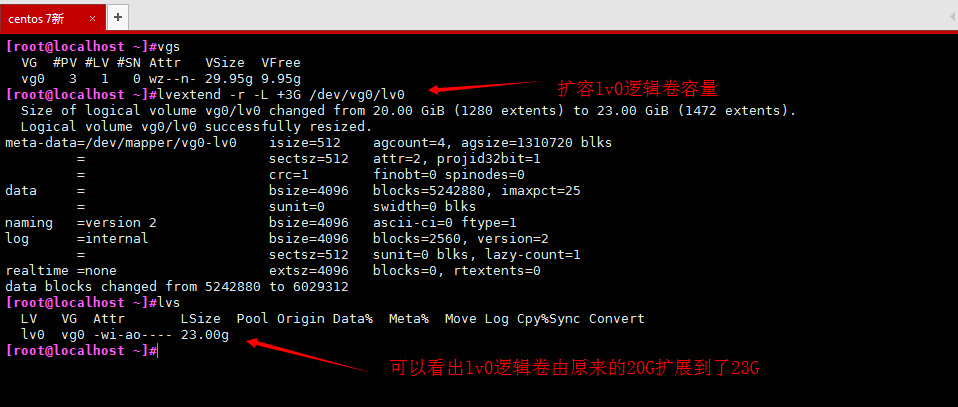 centos 7新 × +
[root@localhost ~]#vgs
  VG  #PV #LV #SN Attr   VSize  VFree
  vg0   3   1   0 wz--n- 29.95g 9.95g
[root@localhost ~]#lvextend -r -L +3G /dev/vg0/lv0
扩容lv0逻辑卷容量
  Size of logical volume vg0/lv0 changed from 20.00 GiB (1280 extents) to 23.00 GiB (1472 extents).
  Logical volume vg0/lv0 successfully resized.
meta-data=/dev/mapper/vg0-lv0    isize=512    agcount=4, agsize=1310720 blks
         =                       sectsz=512   attr=2, projid32bit=1
         =                       crc=1        finobt=0 spinodes=0
data     =                       bsize=4096   blocks=5242880, imaxpct=25
         =                       sunit=0      swidth=0 blks
naming   =version 2              bsize=4096   ascii-ci=0 ftype=1
log      =internal               bsize=4096   blocks=2560, version=2
         =                       sectsz=512   sunit=0 blks, lazy-count=1
realtime =none                   extsz=4096   blocks=0, rtextents=0
data blocks changed from 5242880 to 6029312
[root@localhost ~]#lvs
  LV   VG  Attr       LSize  Pool Origin Data%  Meta%  Move Log Cpy%Sync Convert
  lv0  vg0 -wi-ao---- 23.00g
[root@localhost ~]#
可以看出lv0逻辑卷由原来的20G扩展到了23G